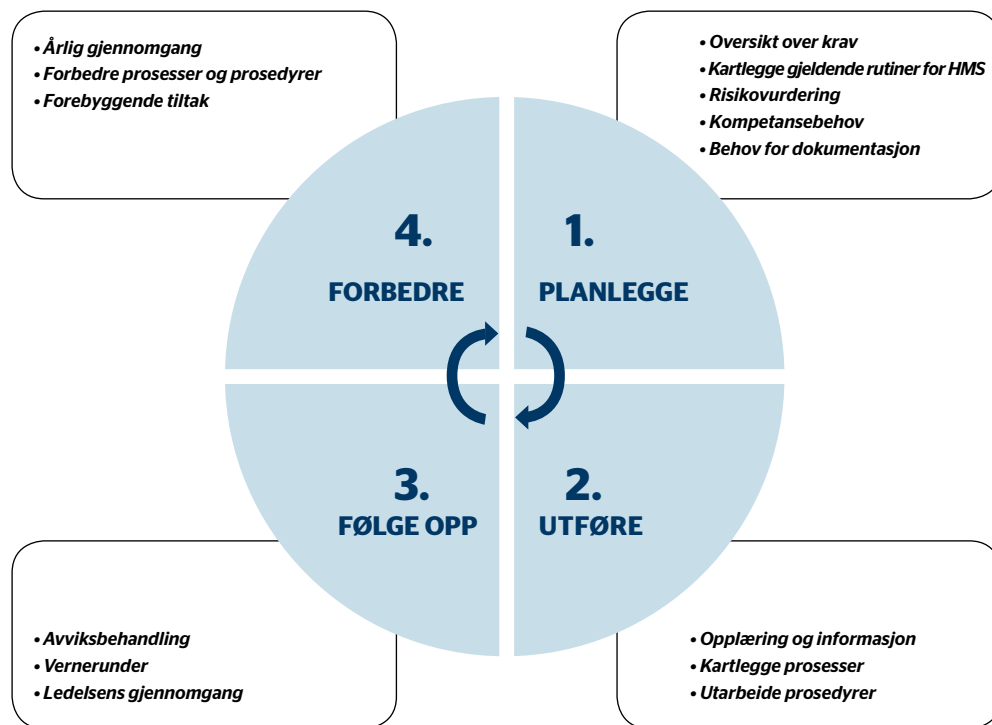 • Årlig gjennomgang
• Forbedre prosesser og prosedyrer
• Forebyggende tiltak
• Oversikt over krav
• Kartlegge gjeldende rutiner for HMS
• Risikovurdering
• Kompetansebehov
• Behov for dokumentasjon
4.
FORBEDRE
1.
PLANLEGGE
3.
FØLGE OPP
2.
UTFØRE
• Avviksbehandling
• Vernerunder
• Ledelsens gjennomgang
• Opplæring og informasjon
• Kartlegge prosesser
• Utarbeide prosedyrer